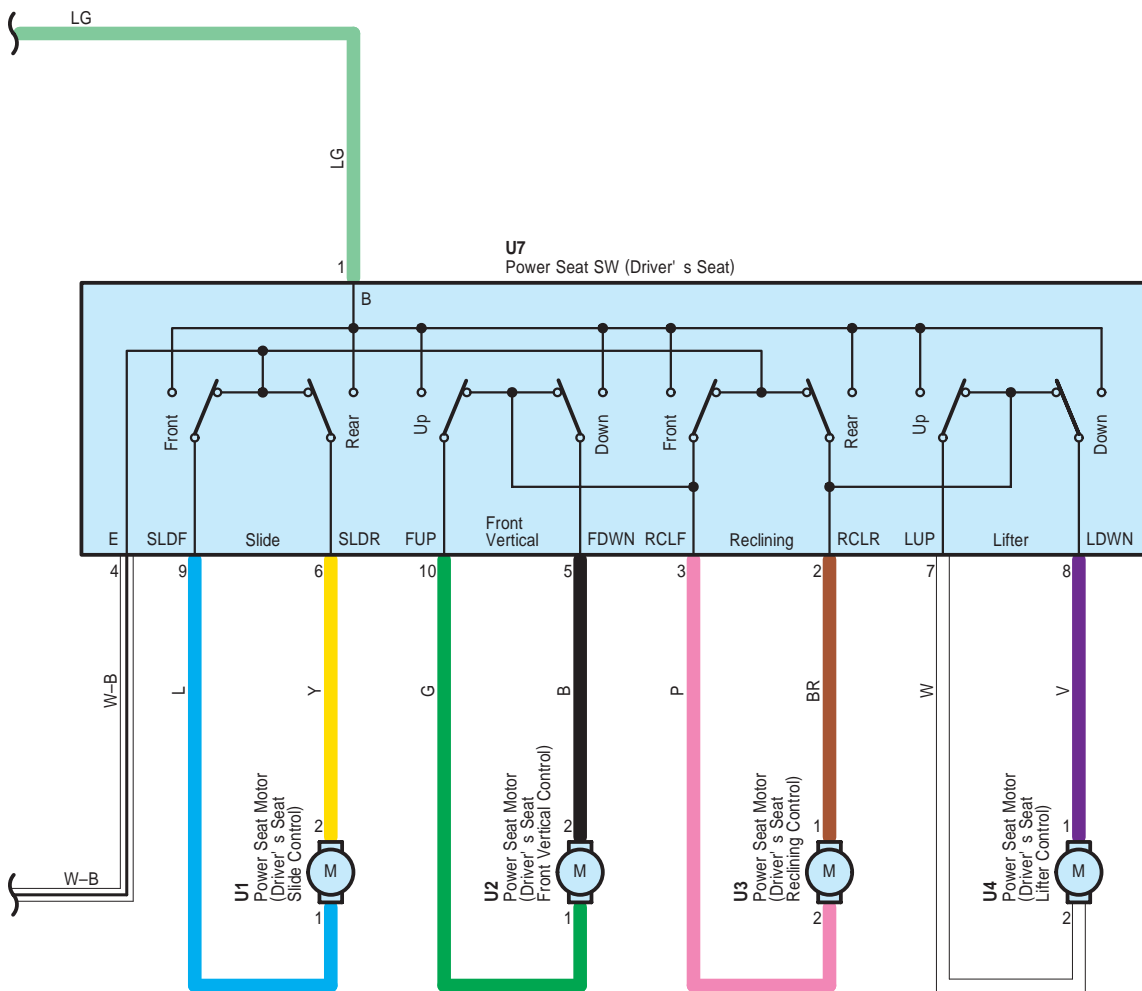 LG
LG
U7
Power Seat SW (Driver' s Seat)
1
B
Front
Rear
Up
Down
Front
Rear
Up
Down
E
SLDF
Slide
SLDR
FUP
Front
Vertical
FDWN
RCLF
Reclining
RCLR
LUP
Lifter
LDWN
4
9
6
10
5
3
2
7
8
W–B
L
Y
G
B
P
BR
W
V
U1
Power Seat Motor
(Driver' s Seat
Slide Control)
2
M
1
U2
Power Seat Motor
(Driver' s Seat
Front Vertical Control)
2
M
1
U3
Power Seat Motor
(Driver' s Seat
Reclining Control)
1
M
2
U4
Power Seat Motor
(Driver' s Seat
Lifter Control)
1
M
2
W–B